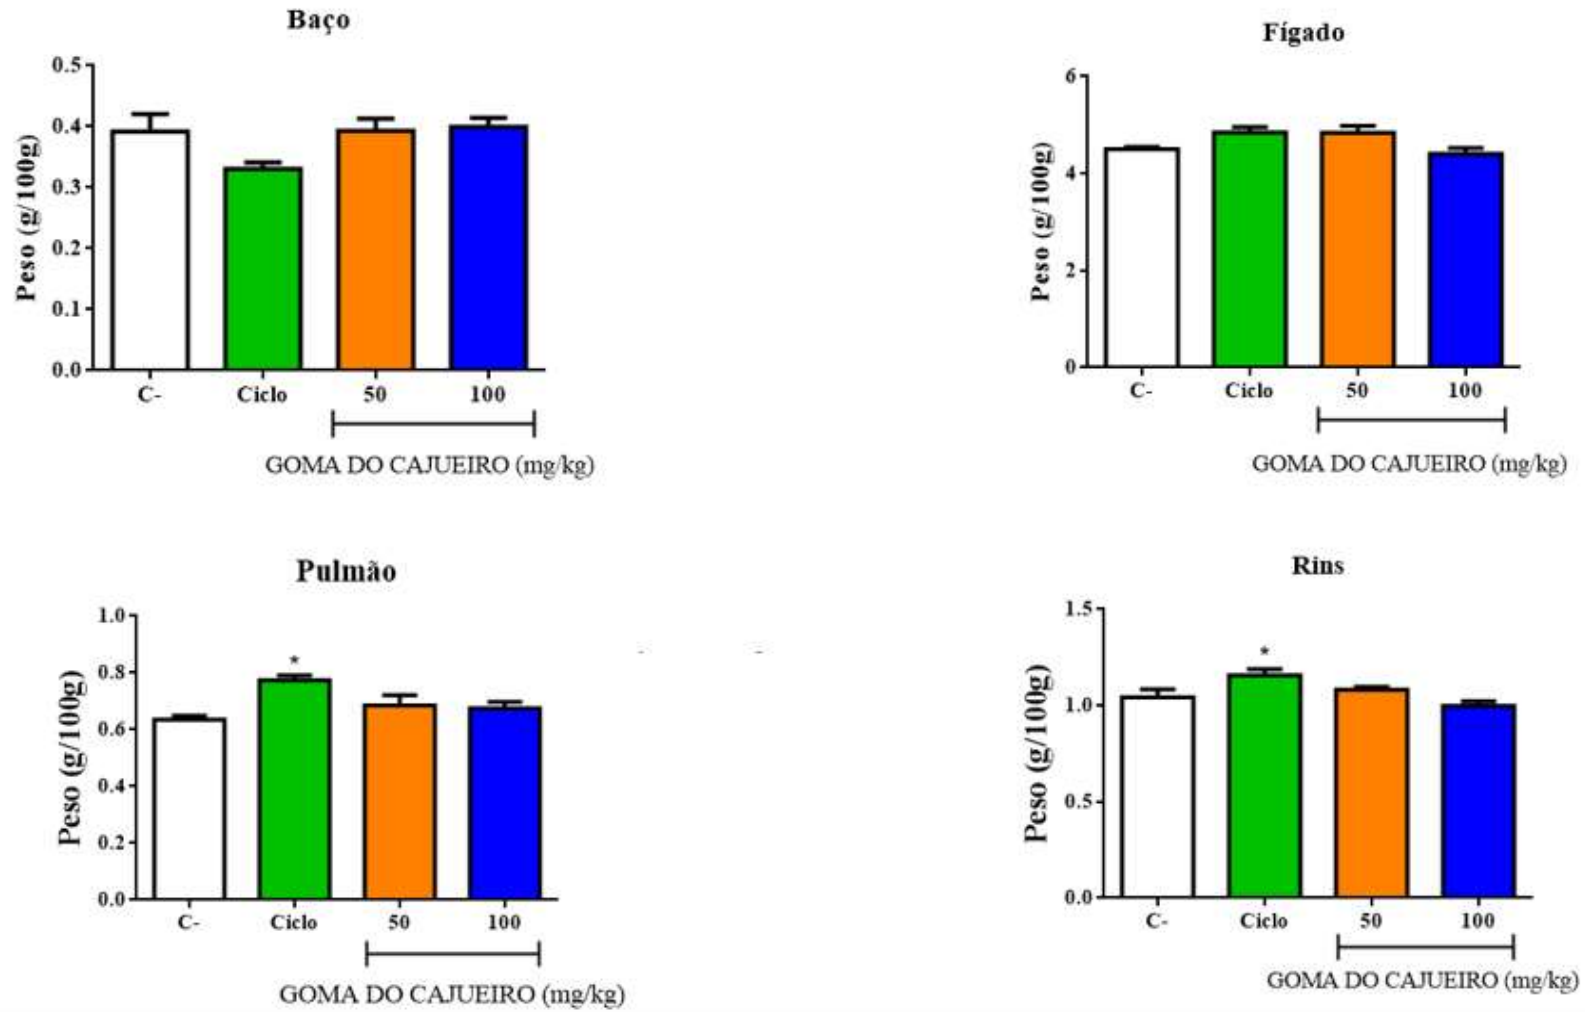 Baço
Peso (g/100g)
0.5
0.4
0.3
0.2
0.1
0.0
C- Ciclo 50 100
GOMA DO CAJUEIRO (mg/kg)
Fígado
Peso (g/100g)
6
4
2
0
C- Ciclo 50 100
GOMA DO CAJUEIRO (mg/kg)
Pulmão
Peso (g/100g)
1.0
0.8
0.6
0.4
0.2
0.0
*
C- Ciclo 50 100
GOMA DO CAJUEIRO (mg/kg)
Rins
Peso (g/100g)
1.5
1.0
0.5
0.0
*
C- Ciclo 50 100
GOMA DO CAJUEIRO (mg/kg)